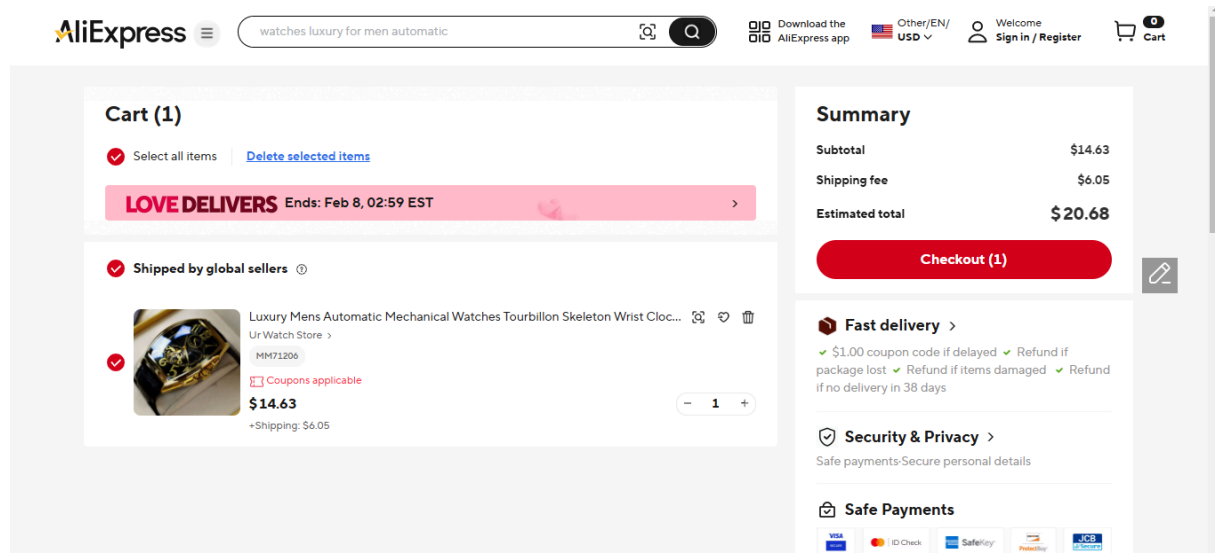 AliExpress
watches luxury for men automatic
Download the
AliExpress app
Other/EN/
USD
Welcome
Sign in / Register
0
Cart
Cart (1)
Select all items
Delete selected items
LOVE DELIVERS Ends: Feb 8, 02:59 EST
Shipped by global sellers
Luxury Mens Automatic Mechanical Watches Tourbillon Skeleton Wrist Cloc...
Ur Watch Store
MM71206
Coupons applicable
$14.63
- 1 +
+Shipping: $6.05
Summary
Subtotal $14.63
Shipping fee $6.05
Estimated total $20.68
Checkout (1)
Fast delivery
$1.00 coupon code if delayed Refund if
package lost Refund if items damaged Refund
if no delivery in 38 days
Security & Privacy
Safe payments·Secure personal details
Safe Payments
VISA ID Check SafeKey ProtectBuy JCB